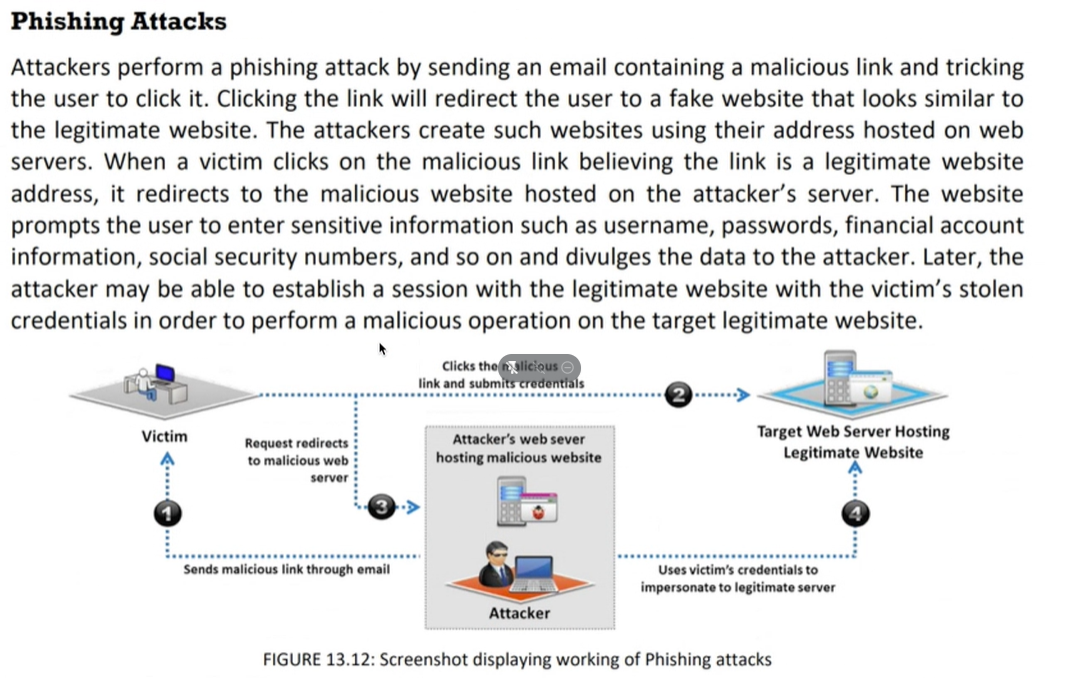 Phishing Attacks
Attackers perform a phishing attack by sending an email containing a malicious link and tricking
the user to click it. Clicking the link will redirect the user to a fake website that looks similar to
the legitimate website. The attackers create such websites using their address hosted on web
servers. When a victim clicks on the malicious link believing the link is a legitimate website
address, it redirects to the malicious website hosted on the attacker's server. The website
prompts the user to enter sensitive information such as username, passwords, financial account
information, social security numbers, and so on and divulges the data to the attacker. Later, the
attacker may be able to establish a session with the legitimate website with the victim's stolen
credentials in order to perform a malicious operation on the target legitimate website.
Clicks the malicious
link and submits credentials
2
Victim
Target Web Server Hosting
Legitimate Website
Request redirects
to malicious web
server
Attacker's web sever
hosting malicious website
1
3
4
Sends malicious link through email
Uses victim's credentials to
impersonate to legitimate server
Attacker
FIGURE 13.12: Screenshot displaying working of Phishing attacks